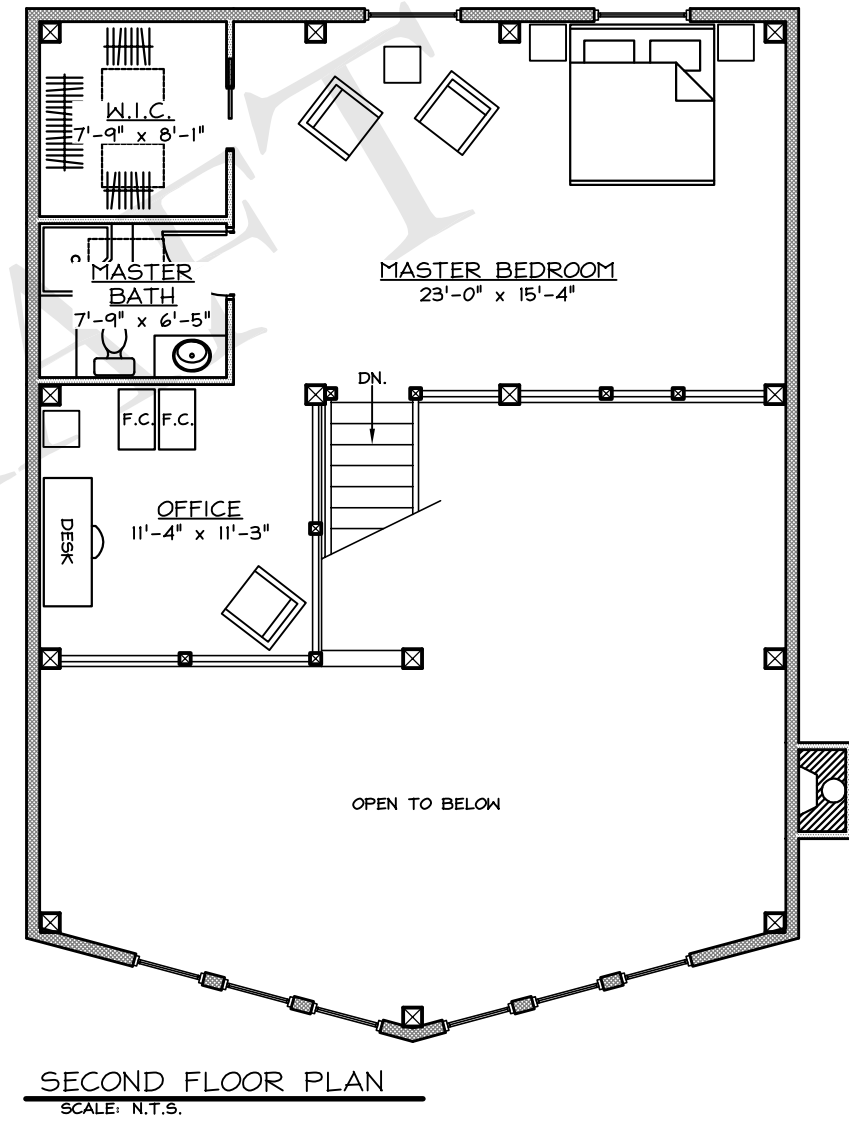 W.I.C.
7'-9" x 8'-1"
MASTER
BATH
7'-9" x 6'-5"
MASTER BEDROOM
23'-0" x 15'-4"
DN.
F.C. F.C.
OFFICE
11'-4" x 11'-3"
DESK
OPEN TO BELOW
SECOND FLOOR PLAN
SCALE: N.T.S.